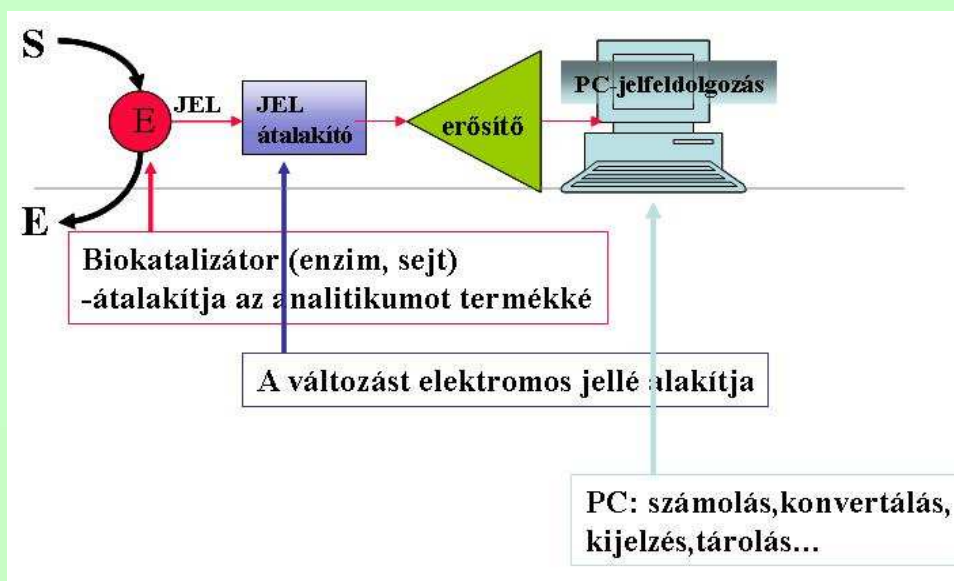 S
E
JEL
JEL
átalakító
erősítő
PC-jelfeldolgozás
E
Biokatalizátor (enzim, sejt)
-átalakítja az analitikumot termékké
A változást elektromos jellé alakítja
PC: számolás,konvertálás,
kijelzés,tárolás...